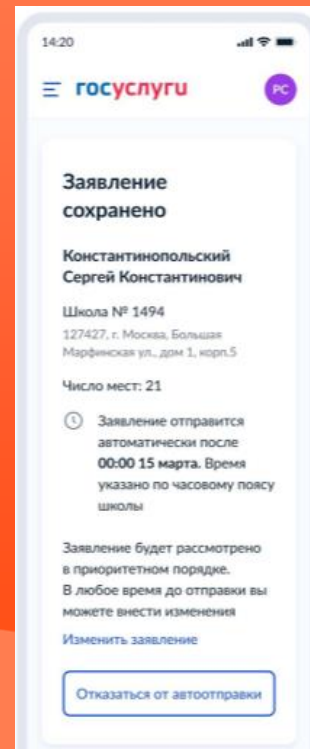 14:20
госуслуги
РС
Заявление
сохранено
Константинопольский
Сергей Константинович
Школа № 1494
127427, г. Москва, Большая
Марфинская ул., дом 1, корп.5
Число мест: 21
Заявление отправится
автоматически после
00:00 15 марта. Время
указано по часовому поясу
школы
Заявление будет рассмотрено
в приоритетном порядке.
В любое время до отправки вы
можете внести изменения
Изменить заявление
Отказаться от автоотправки